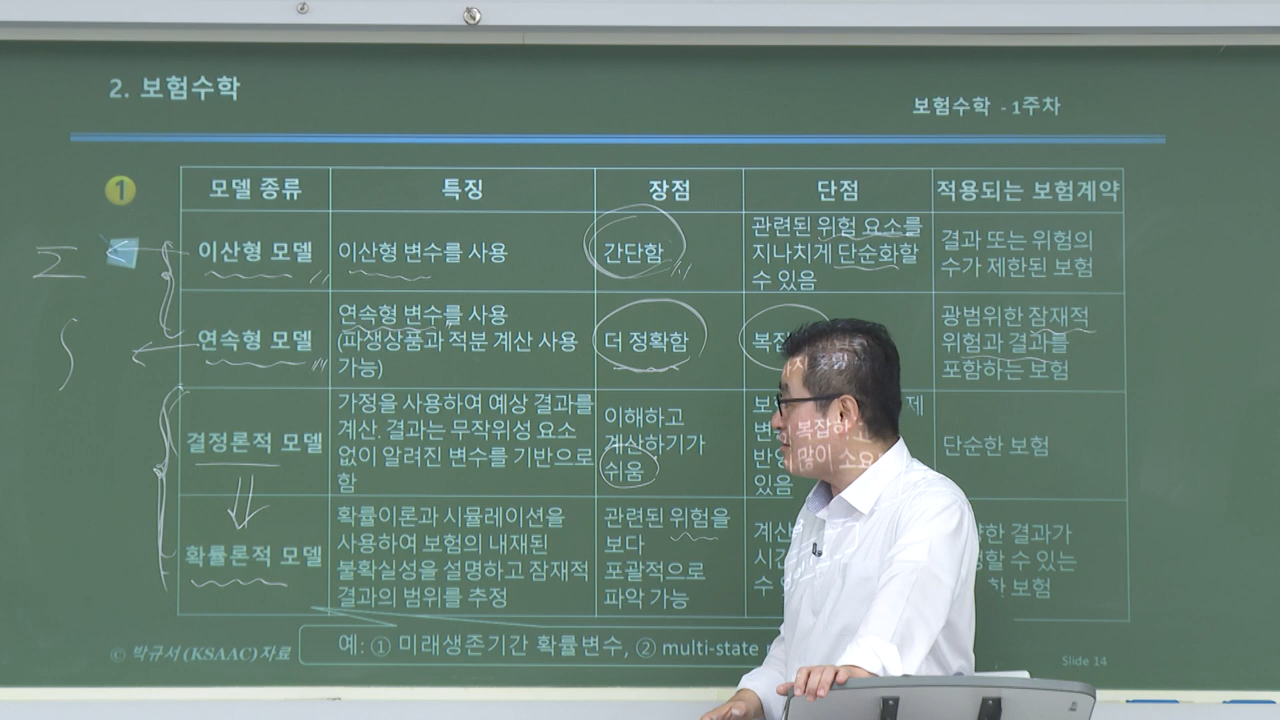 2. 보험수학
보험수학 - 1주차
1
모델 종류 특징 장점 단점 적용되는 보험계약
이산형 모델
이산형 변수를 사용
간단함
관련된 위험 요소를
지나치게 단순화할
수 있음
결과 또는 위험의
수가 제한된 보험
Σ
연속형 모델
연속형 변수를 사용
(파생상품과 적분 계산 사용
가능)
더 정확함
광범위한 잠재적
위험과 결과를
포함하는 보험
∫
결정론적 모델
가정을 사용하여 예상 결과를
계산. 결과는 무작위성 요소
없이 알려진 변수를 기반으로
함
이해하고
계산하기가
쉬움
있음
단순한 보험
확률론적 모델
확률이론과 시뮬레이션을
사용하여 보험의 내재된
불확실성을 설명하고 잠재적
결과의 범위를 추정
관련된 위험을
보다
포괄적으로
파악 가능
수
결과가
수 있는
보험
예: ① 미래생존기간 확률변수, ② multi-state
© 박규서(KSAAC)자료
Slide 14